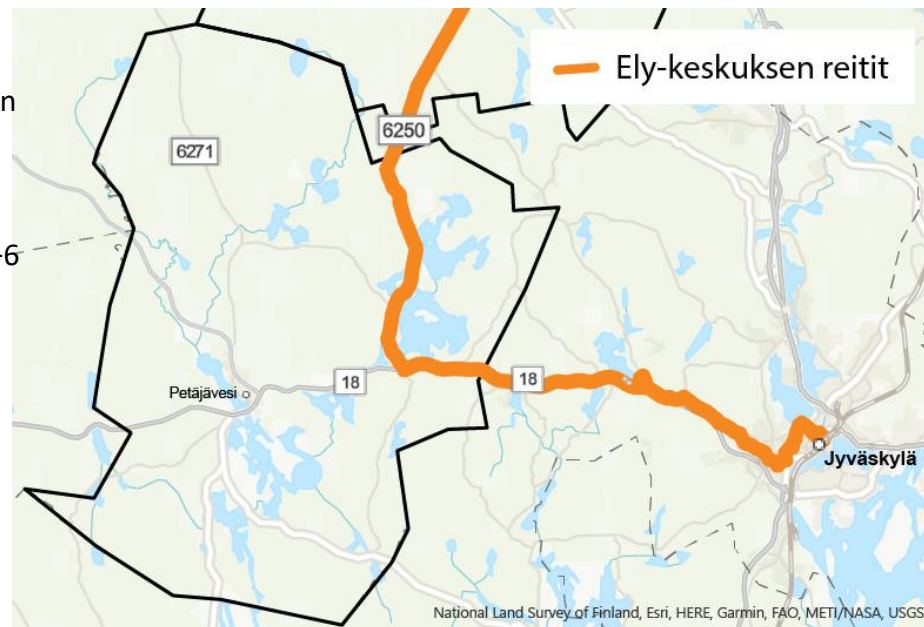 Ely-keskuksen reitit
n
6250
6271
-6
18
18
Petäjävesi
Jyväskylä
National Land Survey of Finland, Esri, HERE, Garmin, FAO, METI/NASA, USGS